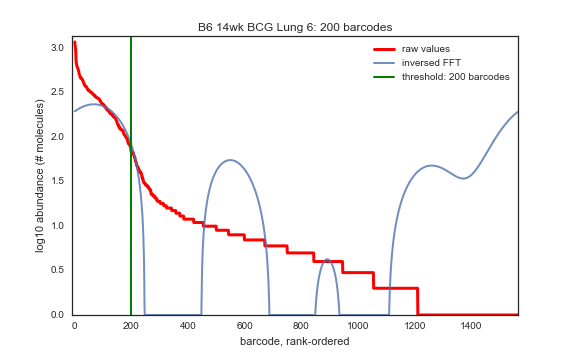 B6 14wk BCG Lung 6: 200 barcodes
raw values
inversed FFT
threshold: 200 barcodes
log10 abundance (# molecules)
3.0
2.5
2.0
1.5
1.0
0.5
0.0
0 200 400 600 800 1000 1200 1400
barcode, rank-ordered